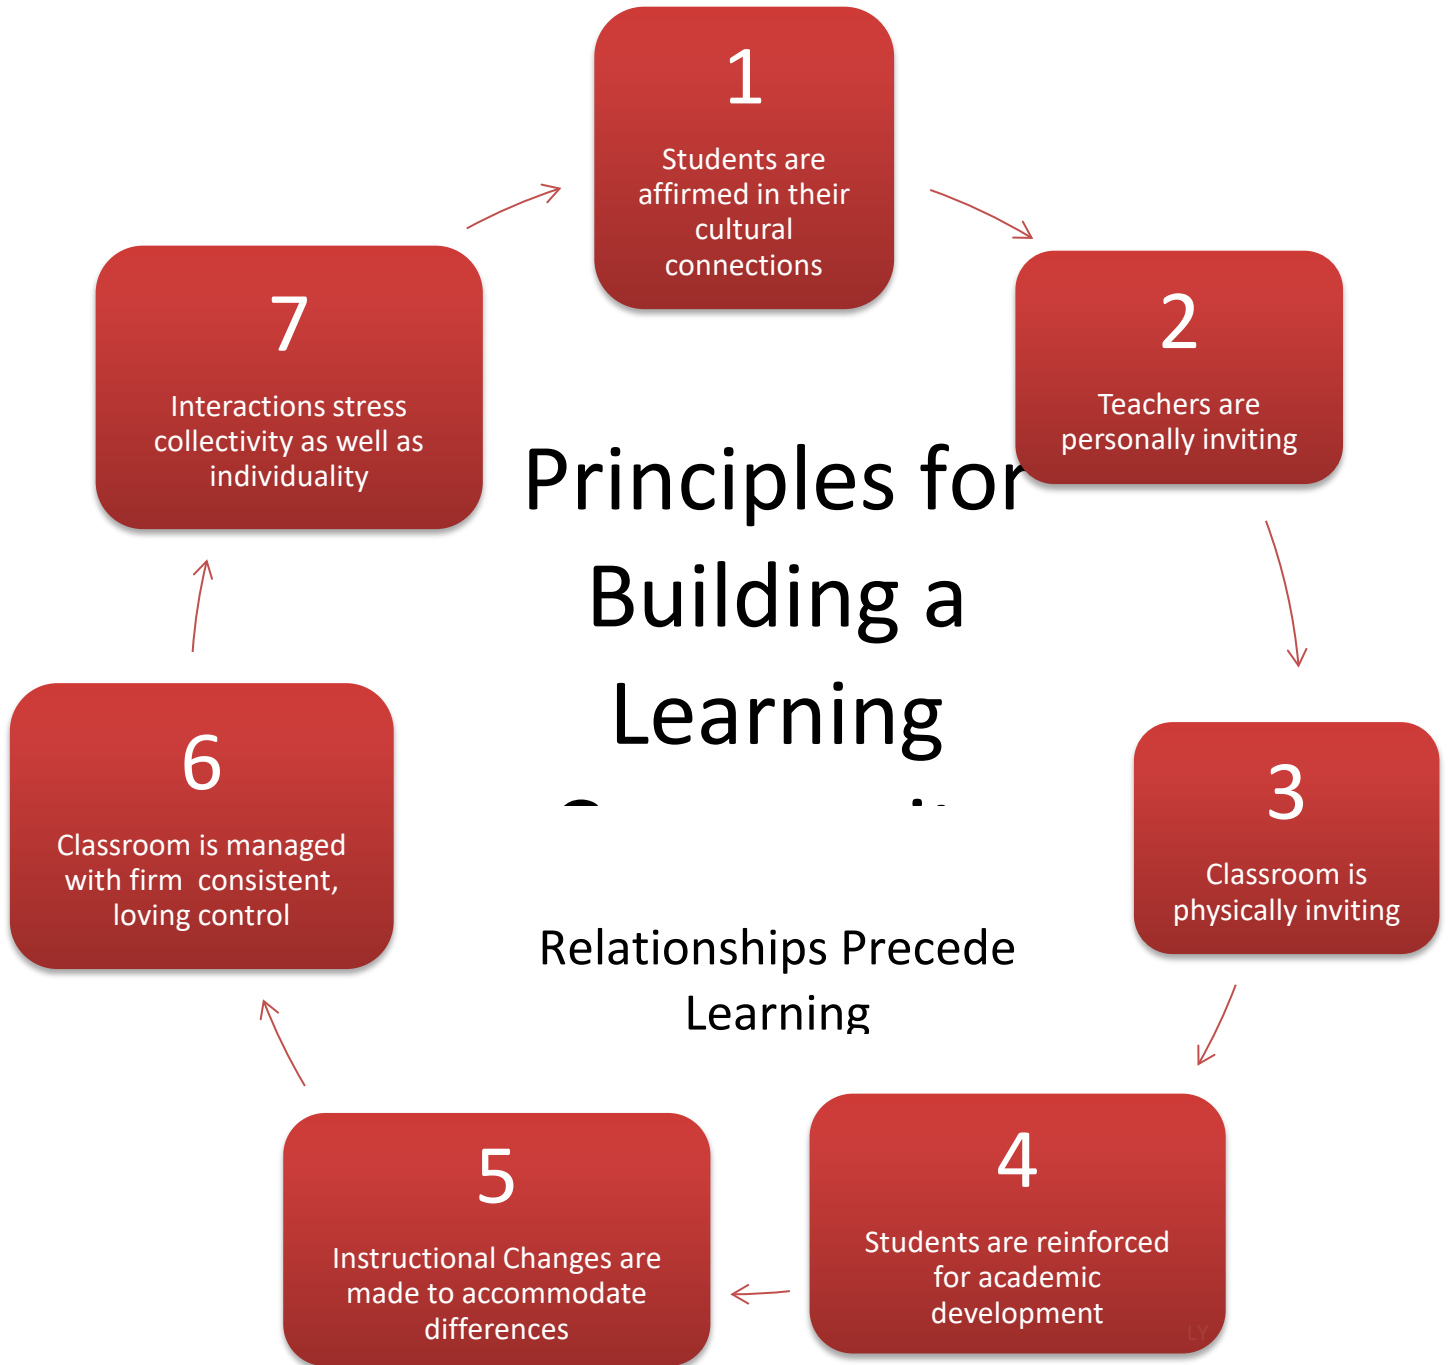 1
Students are
affirmed in their
cultural
connections
2
Teachers are
personally inviting
3
Classroom is
physically inviting
4
Students are reinforced
for academic
development
LY
5
Instructional Changes are
made to accommodate
differences
6
Classroom is managed
with firm  consistent,
loving control
7
Interactions stress
collectivity as well as
individuality
Principles for
Building a
Learning
Relationships Precede
Learning